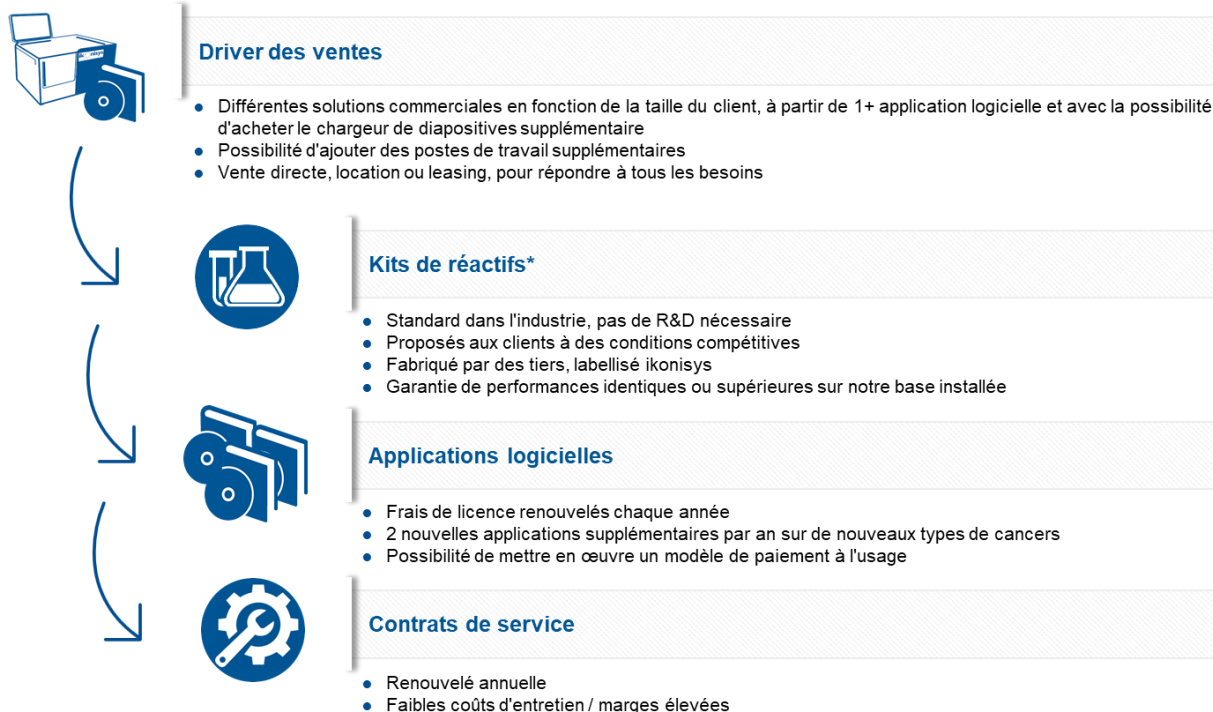 Driver des ventes
● Différentes solutions commerciales en fonction de la taille du client, à partir de 1+ application logicielle et avec la possibilité
d'acheter le chargeur de diapositives supplémentaire
● Possibilité d'ajouter des postes de travail supplémentaires
● Vente directe, location ou leasing, pour répondre à tous les besoins
Kits de réactifs*
● Standard dans l'industrie, pas de R&D nécessaire
● Proposés aux clients à des conditions compétitives
● Fabriqué par des tiers, labellisé ikonisys
● Garantie de performances identiques ou supérieures sur notre base installée
Applications logicielles
● Frais de licence renouvelés chaque année
● 2 nouvelles applications supplémentaires par an sur de nouveaux types de cancers
● Possibilité de mettre en œuvre un modèle de paiement à l'usage
Contrats de service
● Renouvelé annuelle
● Faibles coûts d'entretien / marges élevées